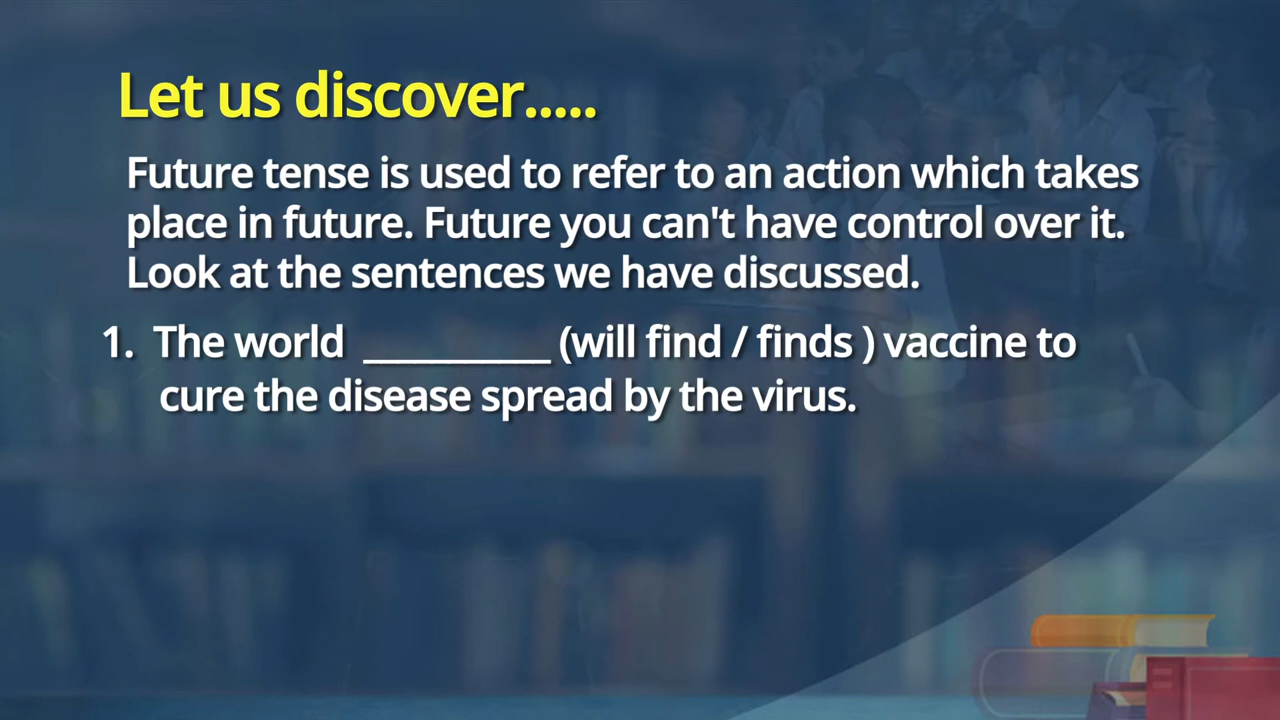 Let us discover.....
Future tense is used to refer to an action which takes
place in future. Future you can't have control over it.
Look at the sentences we have discussed.
1. The world __________ (will find / finds ) vaccine to
cure the disease spread by the virus.